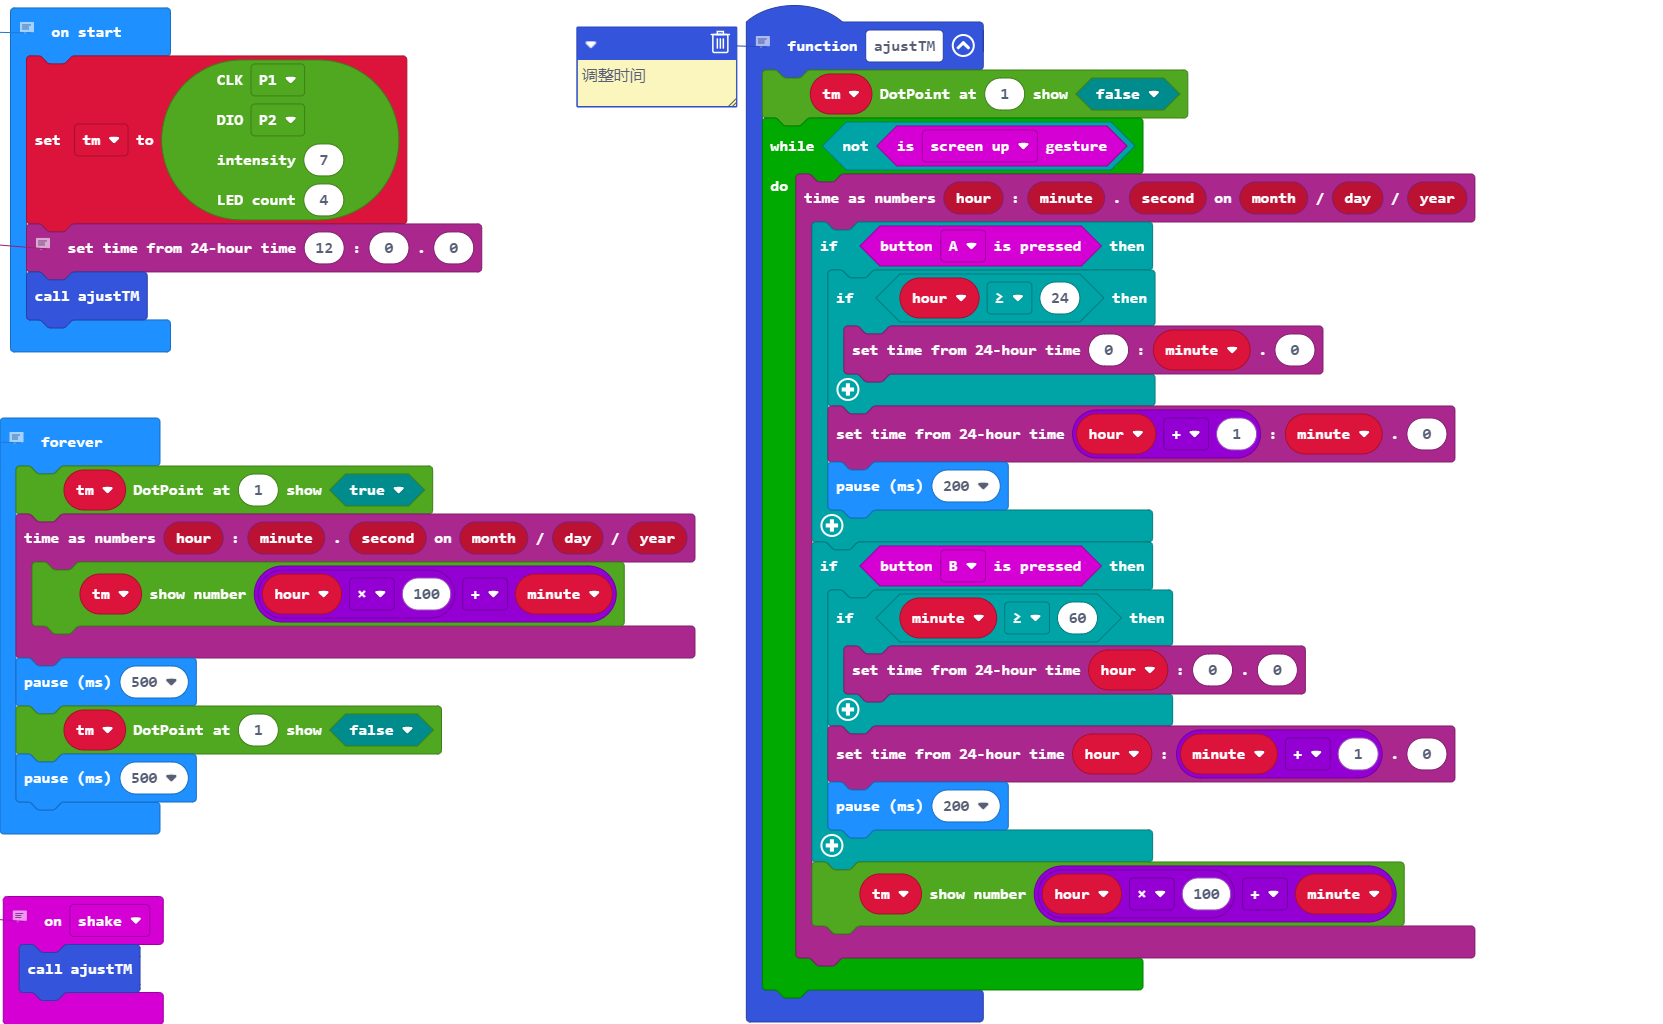 on start
CLK P1
DIO P2
set tm to
intensity 7
LED count 4
set time from 24-hour time 12 : 0 . 0
call ajustTM
forever
tm DotPoint at 1 show true
time as numbers hour : minute . second on month / day / year
tm show number hour × 100 + minute
pause (ms) 500
tm DotPoint at 1 show false
pause (ms) 500
on shake
call ajustTM
调整时间
function ajustTM
tm DotPoint at 1 show false
while not is screen up gesture
do
time as numbers hour : minute . second on month / day / year
if button A is pressed then
if hour ≥ 24 then
set time from 24-hour time 0 : minute . 0
set time from 24-hour time hour + 1 : minute . 0
pause (ms) 200
if button B is pressed then
if minute ≥ 60 then
set time from 24-hour time hour : 0 . 0
set time from 24-hour time hour : minute + 1 . 0
pause (ms) 200
tm show number hour × 100 + minute